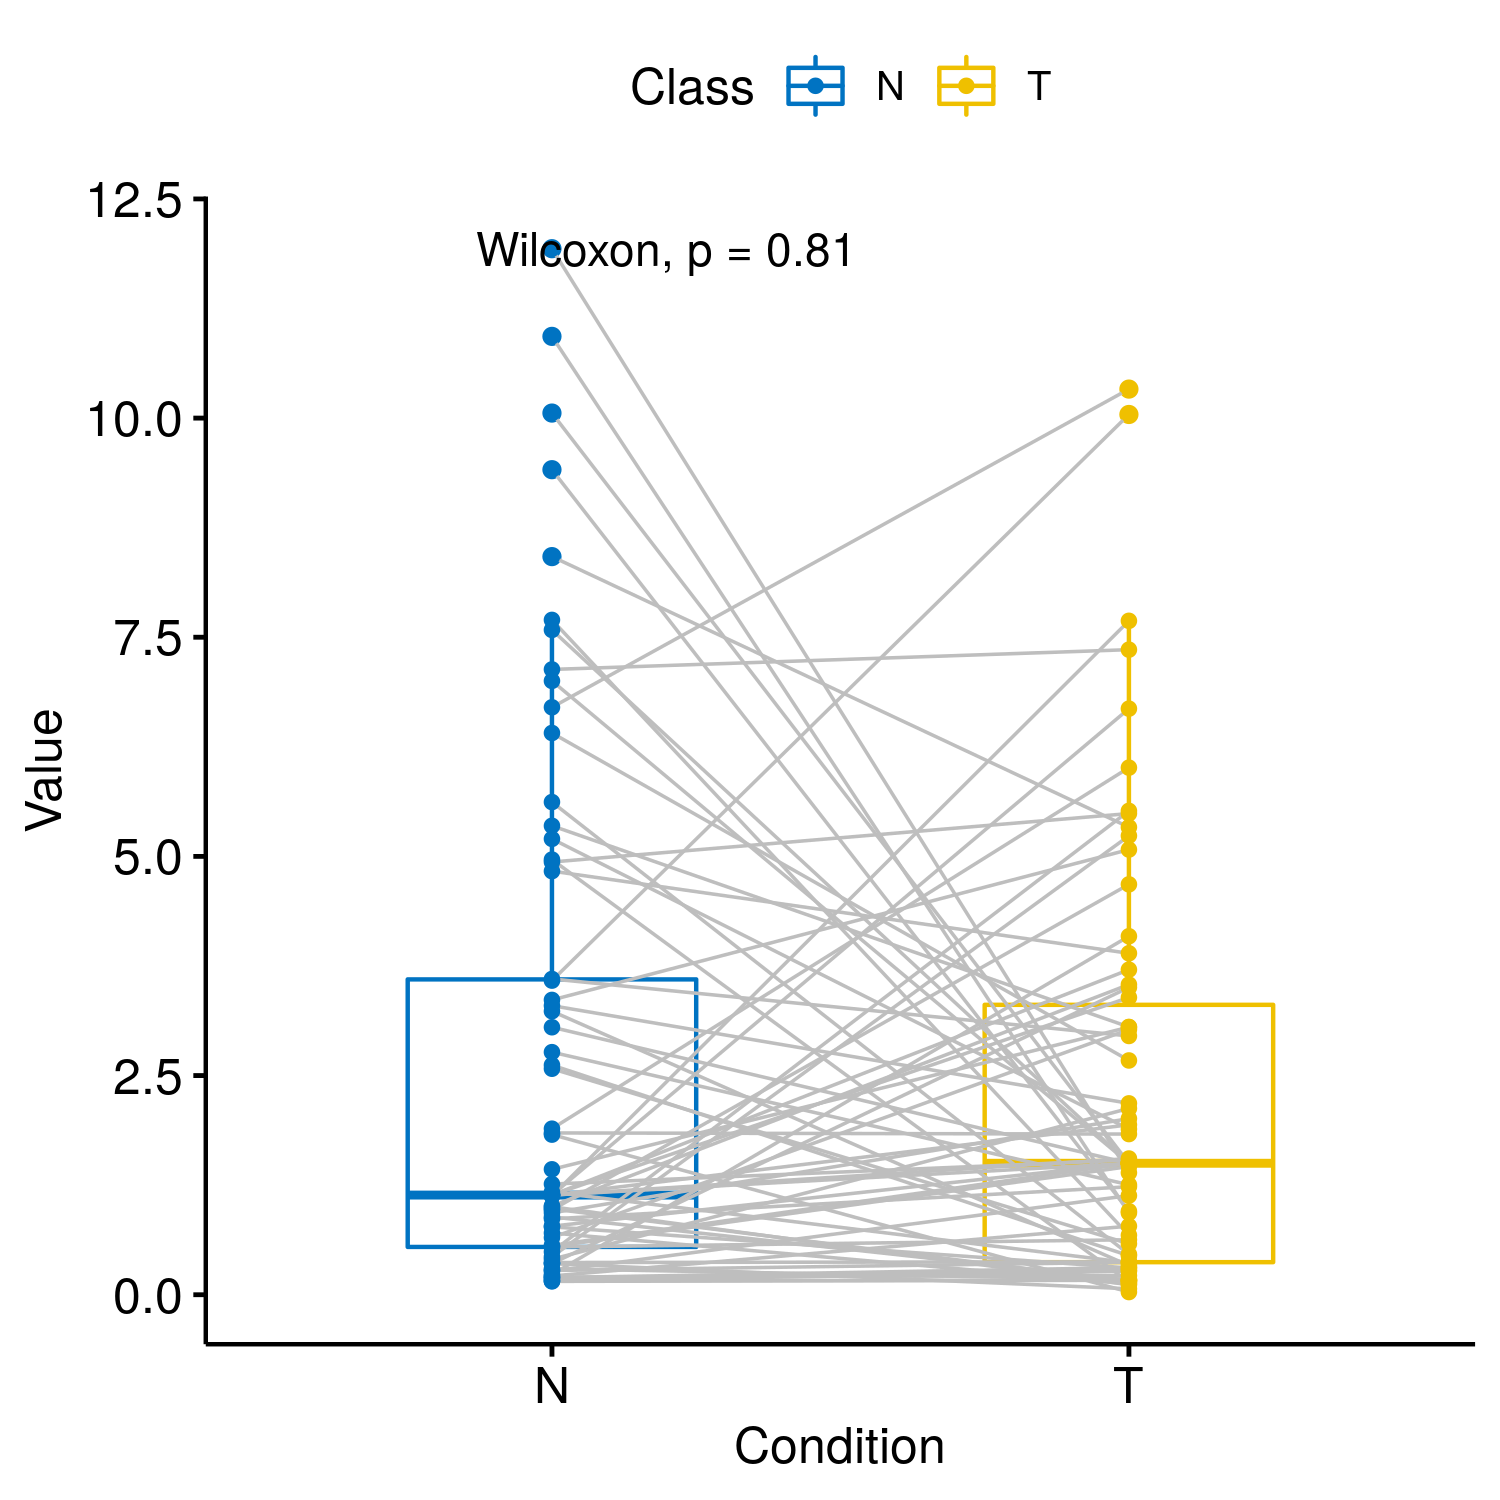 Class N T
12.5
Wilcoxon, p = 0.81
10.0
7.5
5.0
2.5
0.0
Value
N T
Condition